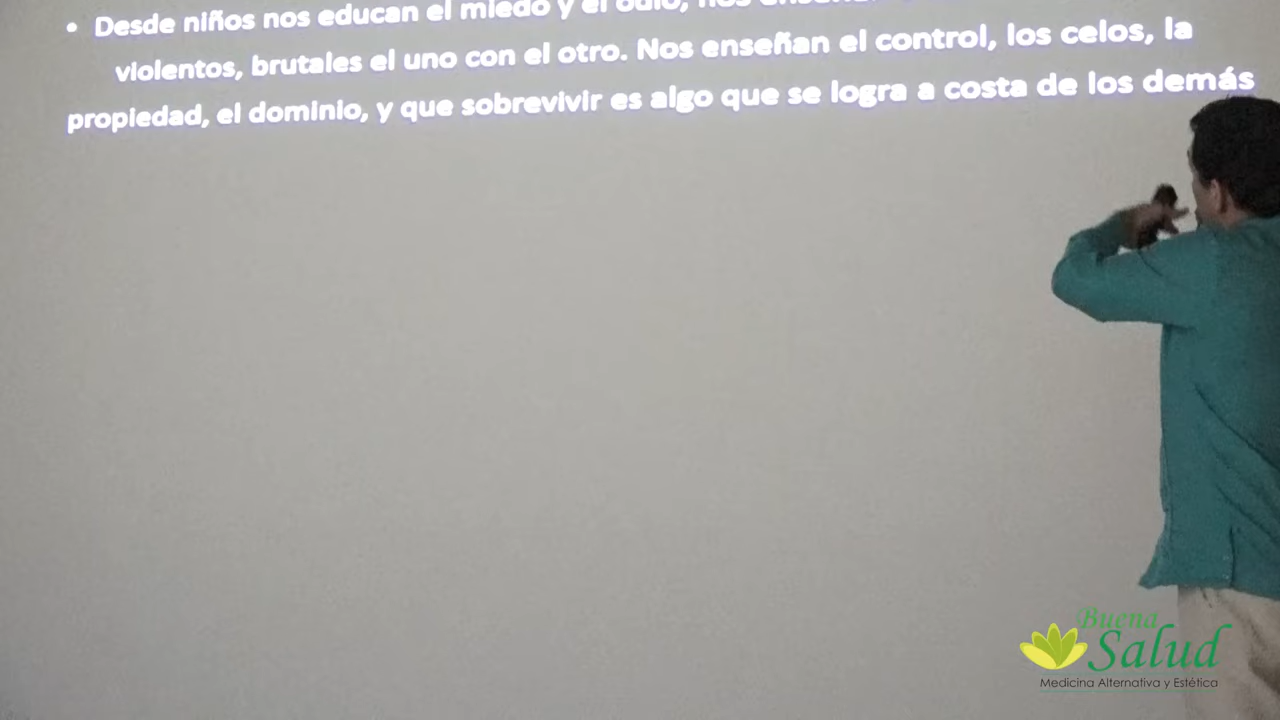 • Desde niños nos educan el miedo y el odio, nos
violentos, brutales el uno con el otro. Nos enseñan el control, los celos, la
propiedad, el dominio, y que sobrevivir es algo que se logra a costa de los demás
Buena
Salud
Medicina Alternativa y Estética